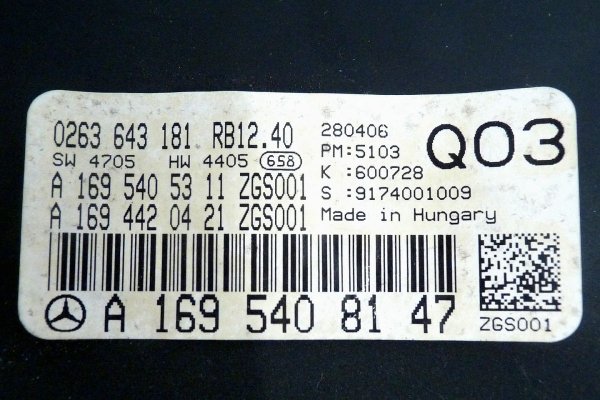 0263 643 181 RB12.40
SW 4705 HW 4405 658
A 169 540 53 11 ZGS001
A 169 442 04 21 ZGS001
280406
PM:5103
K :600728
S :9174001009
Made in Hungary
Q03
A 169 540 81 47
ZGS001